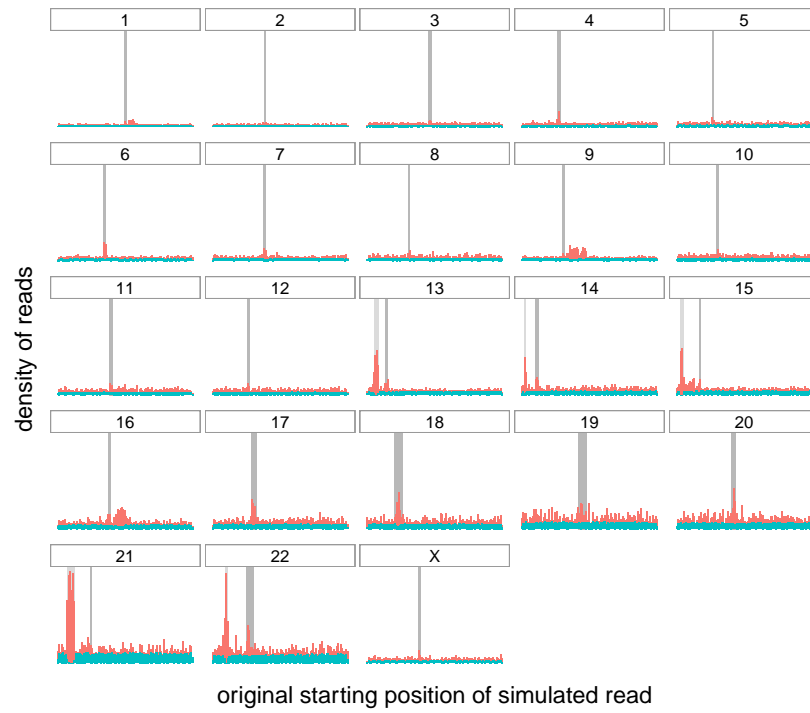 1 2 3 4 5
6 7 8 9 10
11 12 13 14 15
16 17 18 19 20
21 22 X
density of reads
original starting position of simulated read